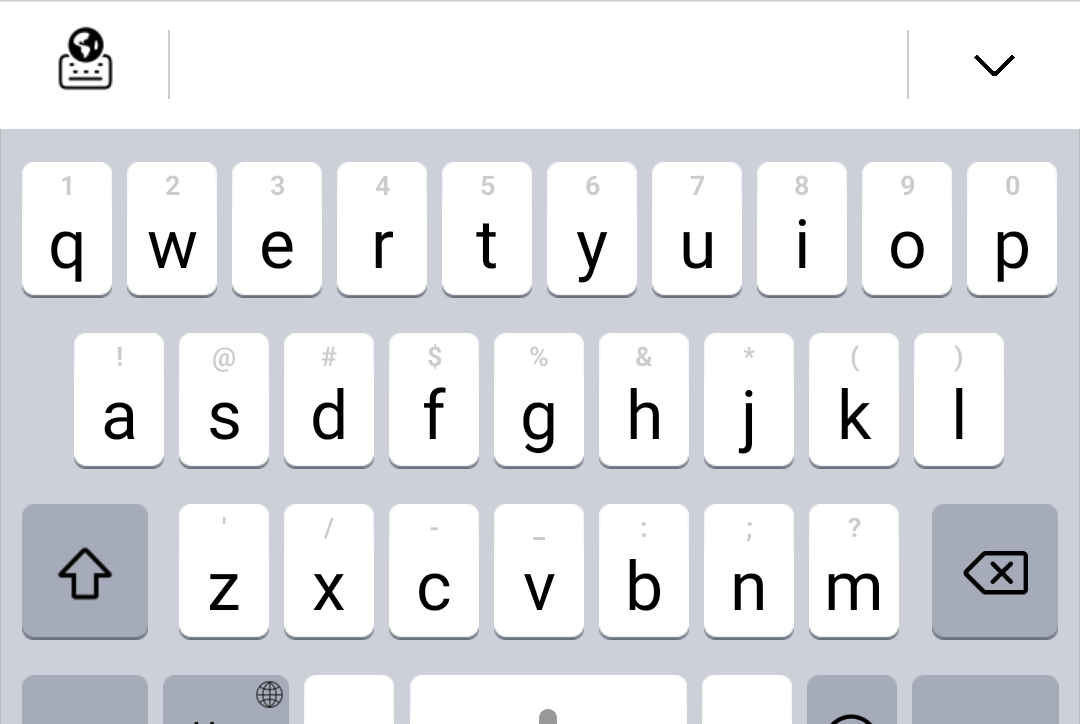 1 2 3 4 5 6 7 8 9 0
q w e r t y u i o p
! @ # $ % & * ( )
a s d f g h j k l
' / - _ : ; ?
z x c v b n m